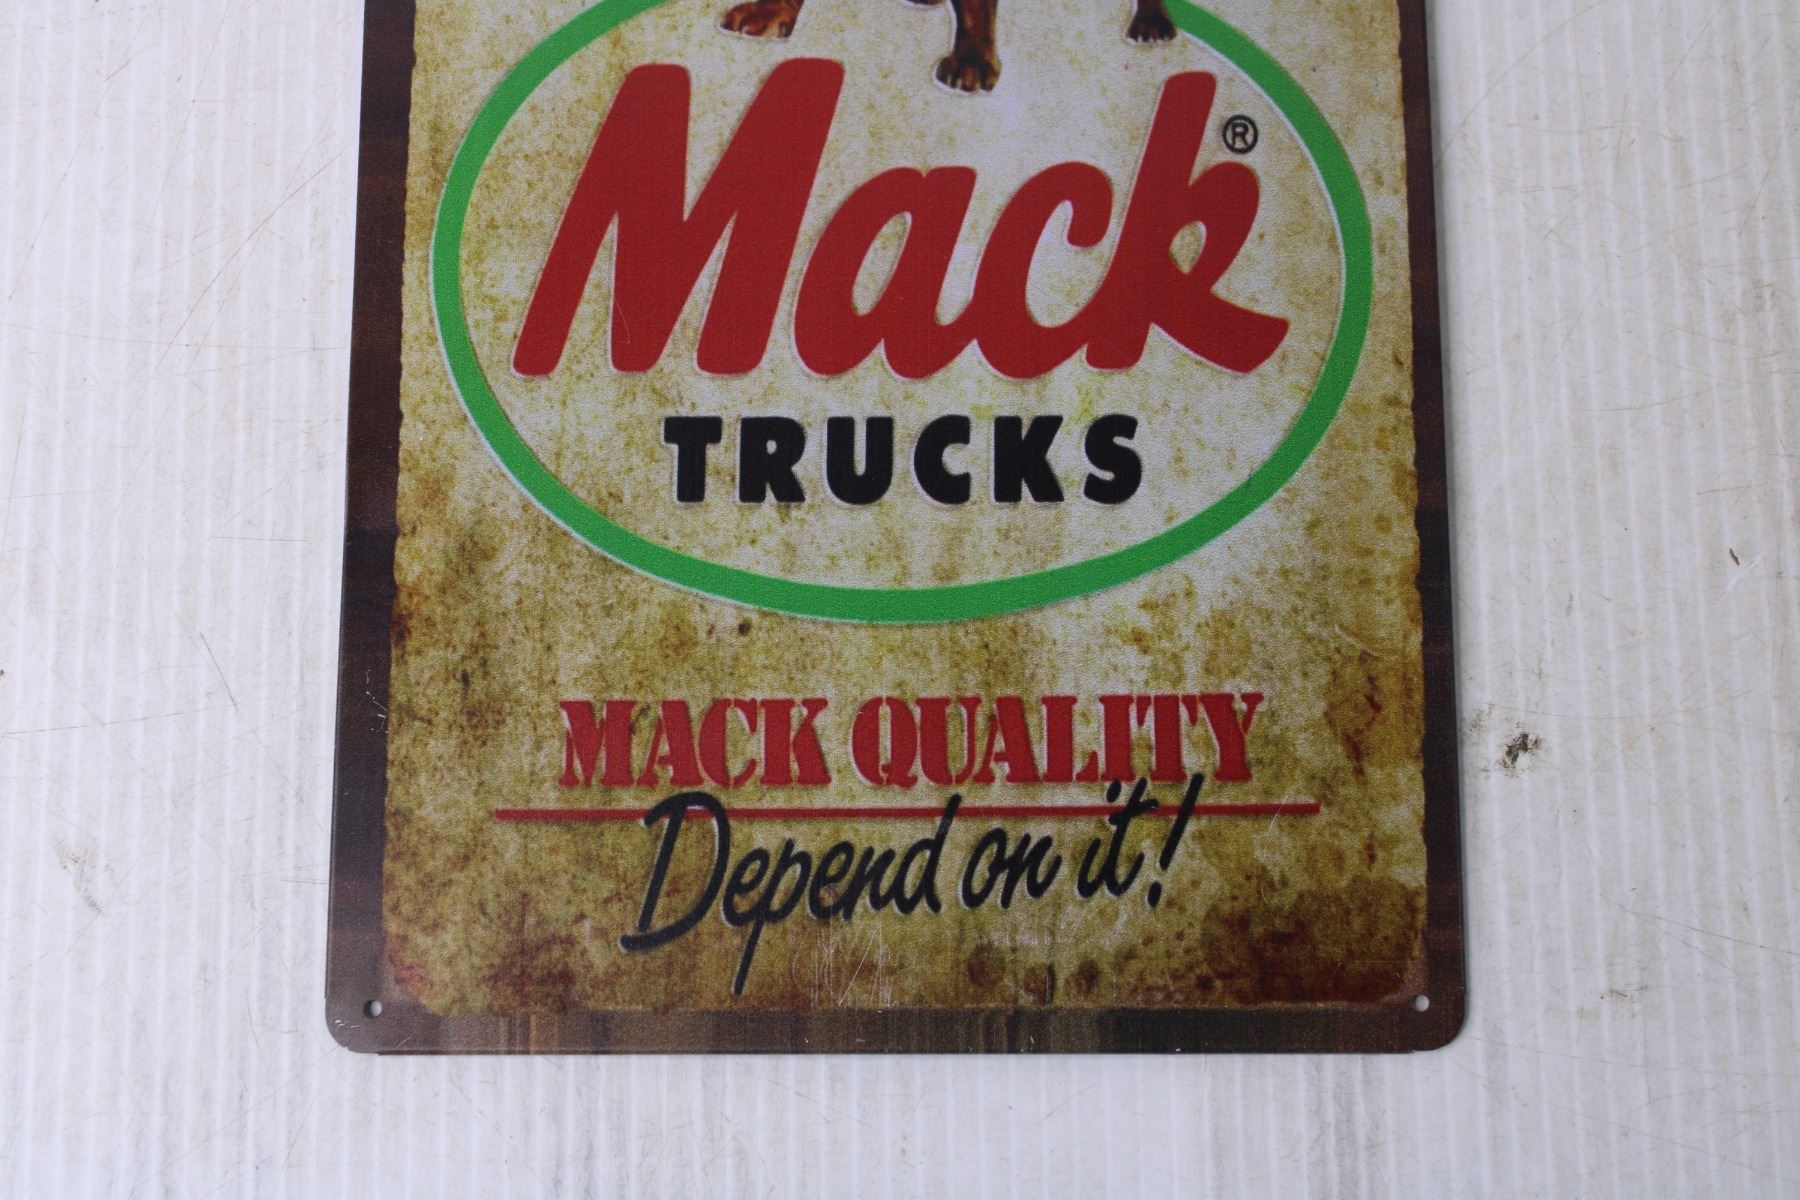 Mack®
TRUCKS
MACK QUALITY
Depend on it!